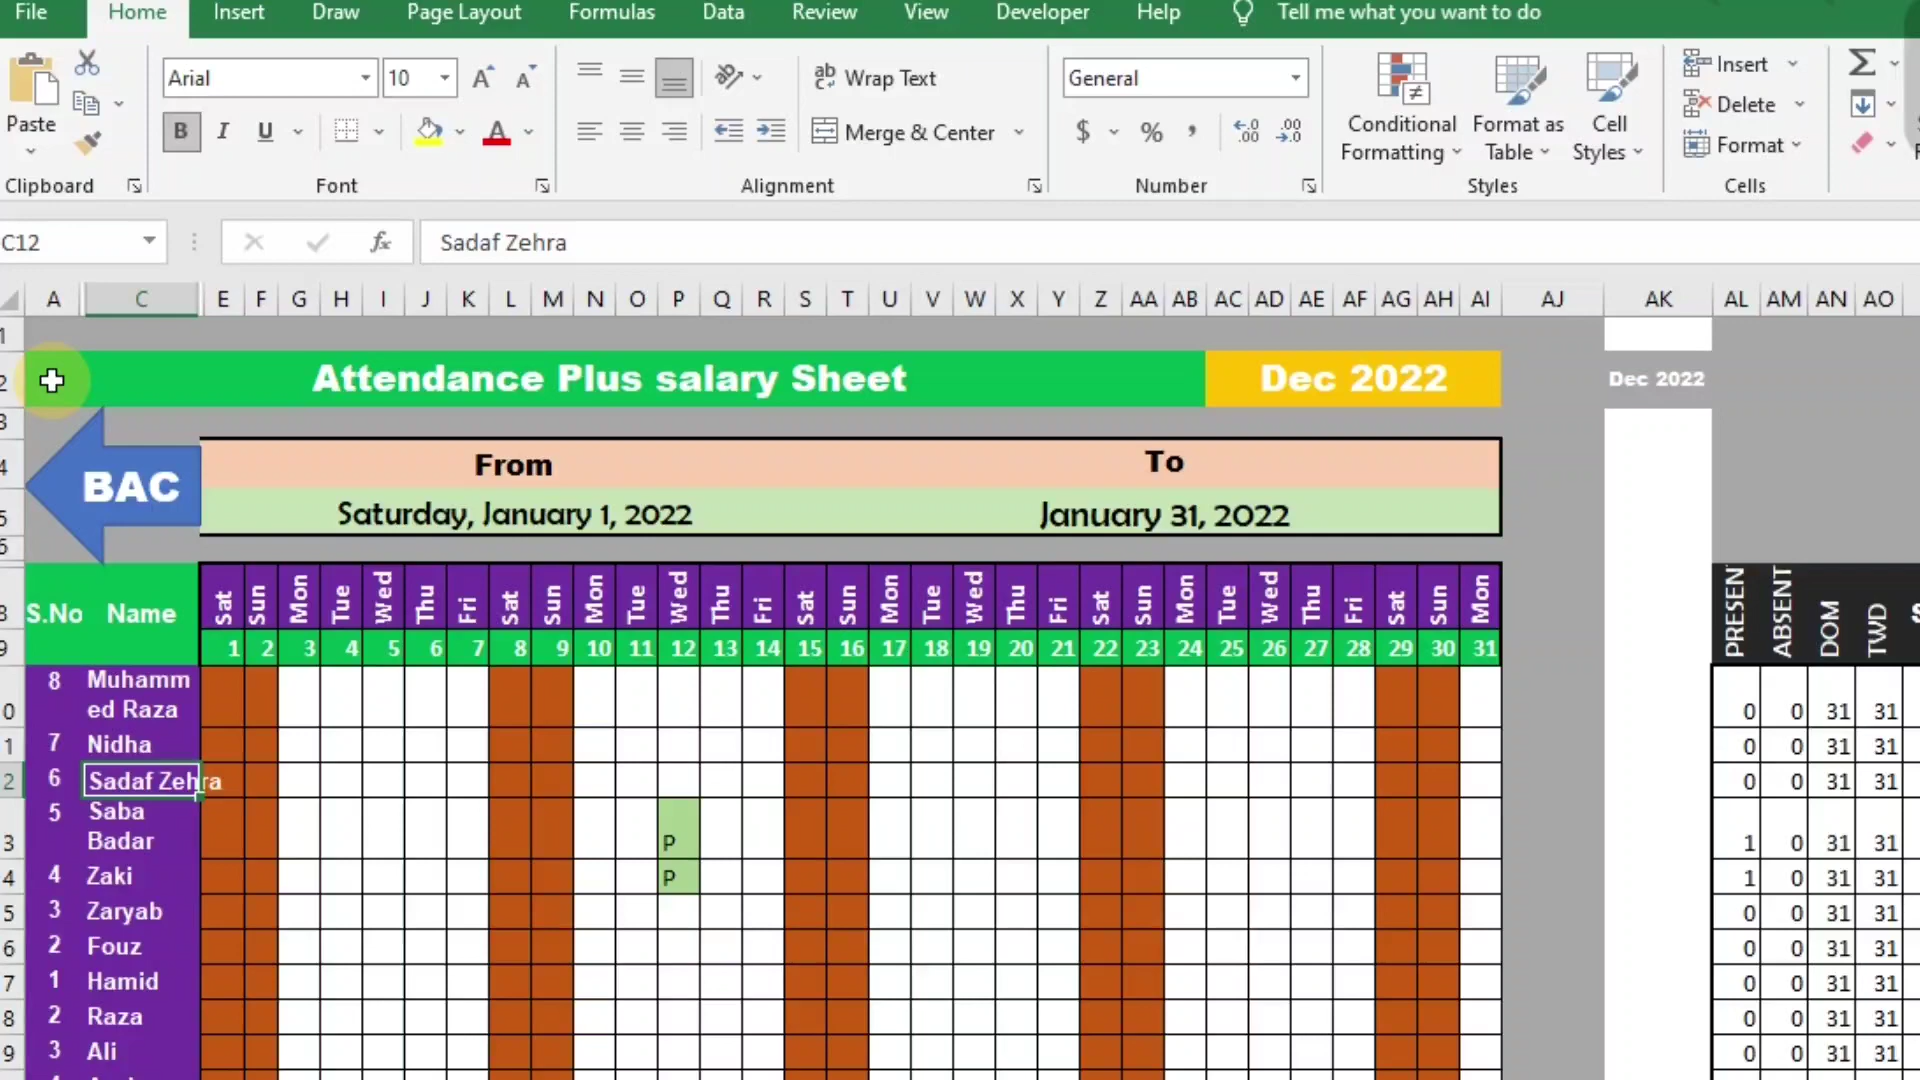 File Home Insert Draw Page Layout Formulas Data Review View Developer Help Tell me what you want to do
Paste
Arial 10
Wrap Text
Merge & Center
General
Conditional Formatting
Format as Table
Cell Styles
Insert
Delete
Format
Clipboard Font Alignment Number Styles Cells
C12 fx Sadaf Zehra
A C E F G H I J K L M N O P Q R S T U V W X Y Z AA AB AC AD AE AF AG AH AI AJ AK AL AM AN AO
Attendance Plus salary Sheet Dec 2022 Dec 2022
BAC
From To
Saturday, January 1, 2022 January 31, 2022
S.No Name Sat Sun Mon Tue Wed Thu Fri Sat Sun Mon Tue Wed Thu Fri Sat Sun Mon Tue Wed Thu Fri Sat Sun Mon Tue Wed Thu Fri Sat Sun Mon PRESEN ABSENT DOM TWD
1 2 3 4 5 6 7 8 9 10 11 12 13 14 15 16 17 18 19 20 21 22 23 24 25 26 27 28 29 30 31
8 Muhamm
ed Raza 0 0 31 31
7 Nidha 0 0 31 31
6 Sadaf Zehra 0 0 31 31
5 Saba
Badar P 1 0 31 31
4 Zaki P 1 0 31 31
3 Zaryab 0 0 31 31
2 Fouz 0 0 31 31
1 Hamid 0 0 31 31
2 Raza 0 0 31 31
3 Ali 0 0 31 31